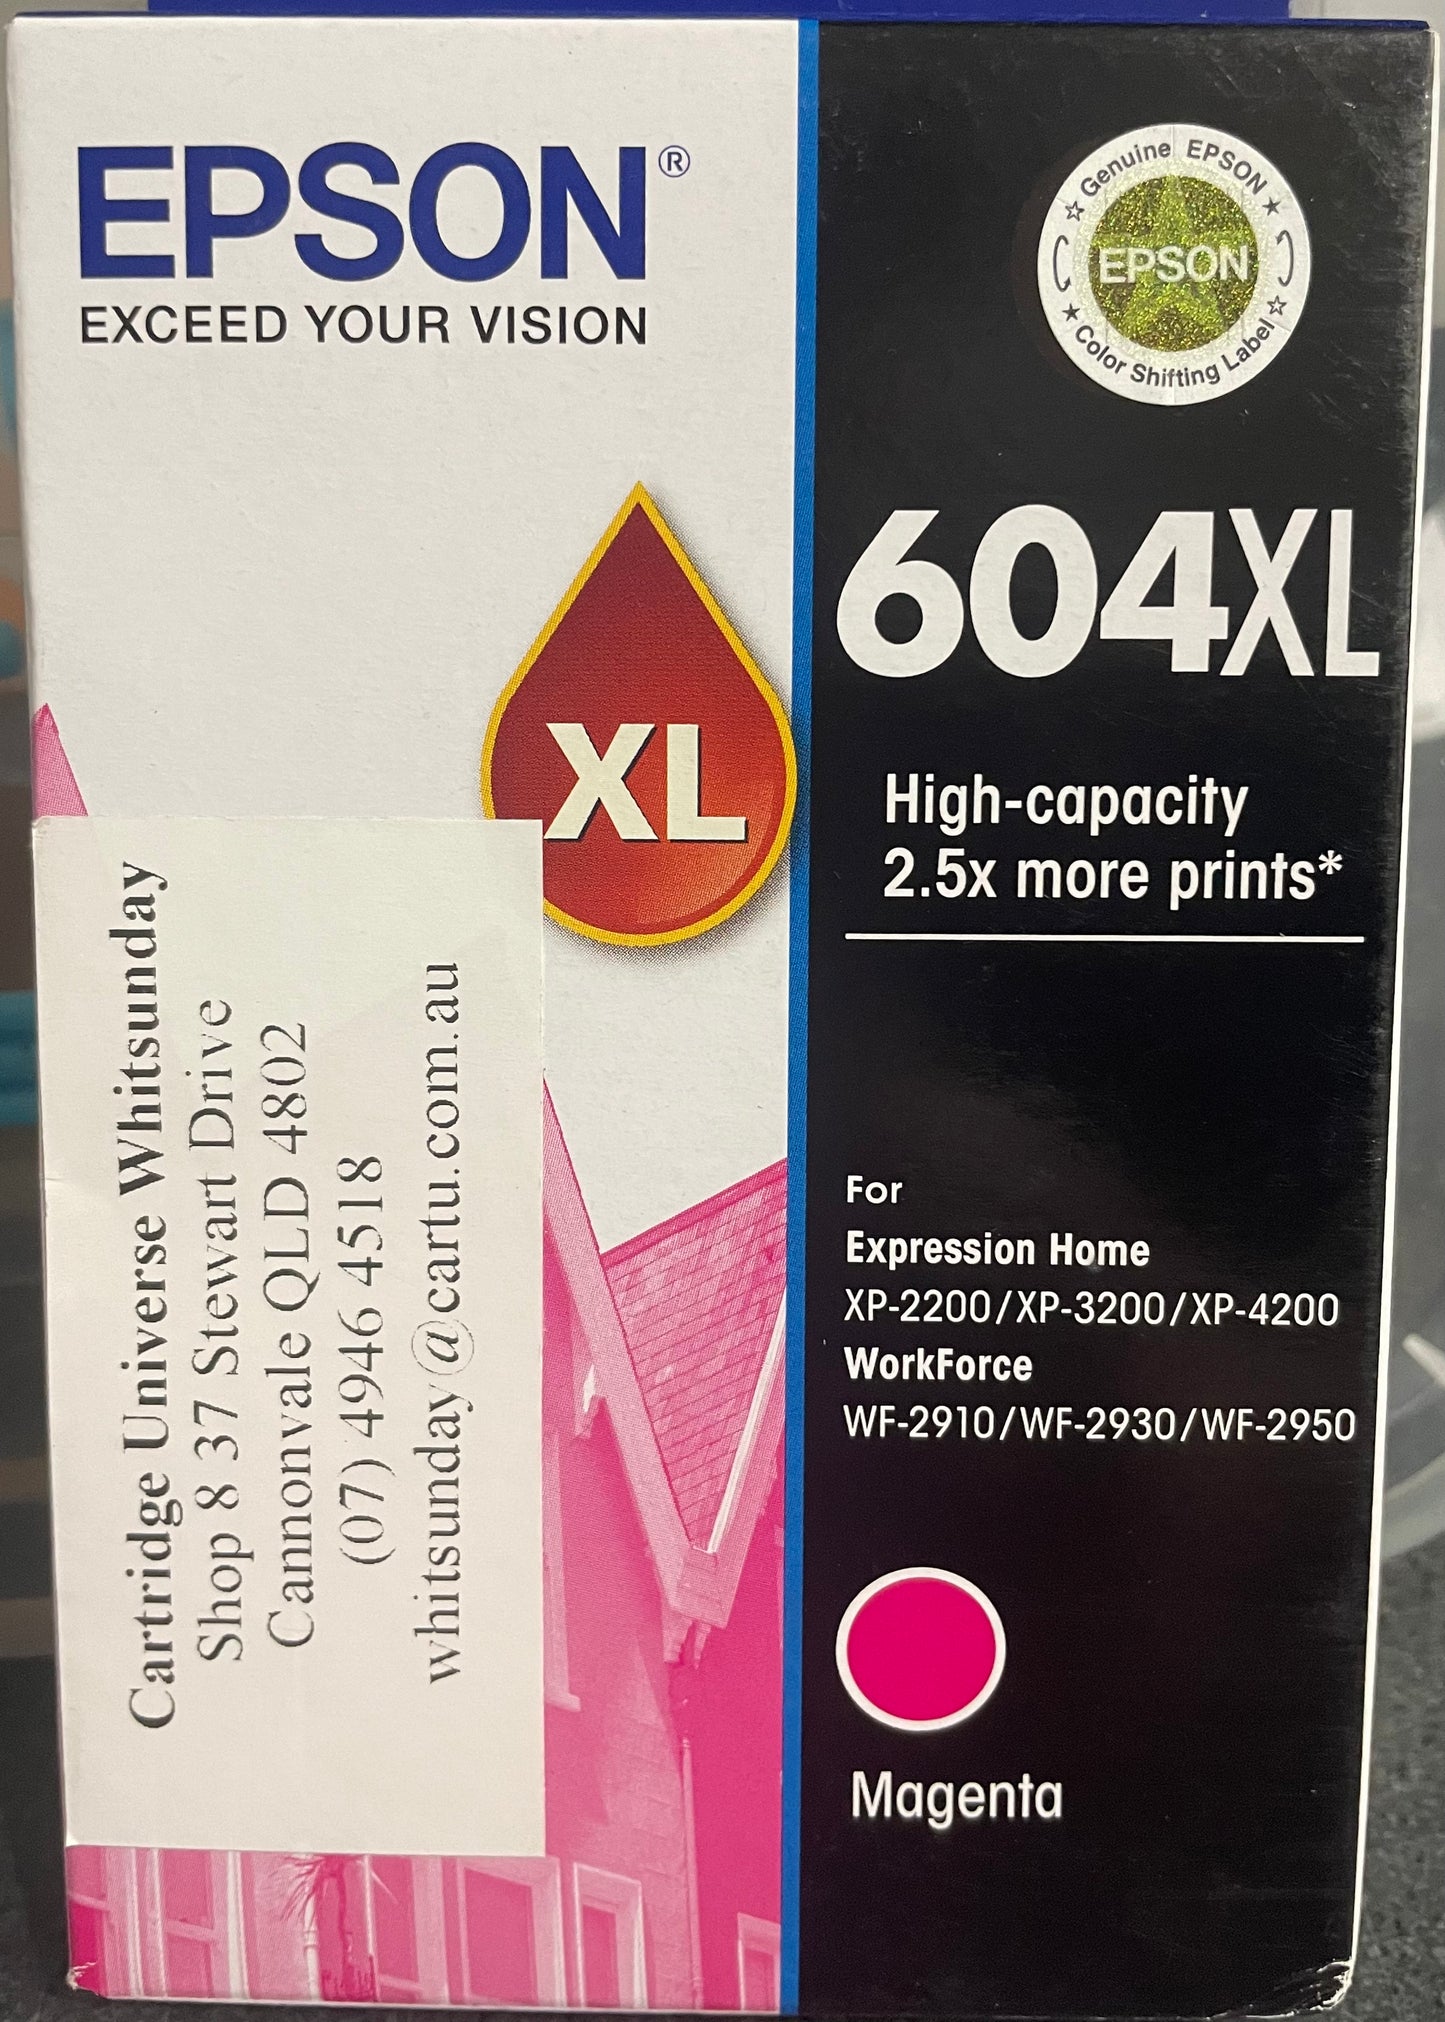 EPSON®
EXCEED YOUR VISION
Genuine EPSON
EPSON
Color Shifting Label
604XL
XL
High-capacity
2.5x more prints*
Cartridge Universe Whitsunday
Shop 8 37 Stewart Drive
Cannonvale QLD 4802
(07) 4946 4518
whitsunday@cartu.com.au
For
Expression Home
XP-2200/XP-3200/XP-4200
WorkForce
WF-2910/WF-2930/WF-2950
Magenta